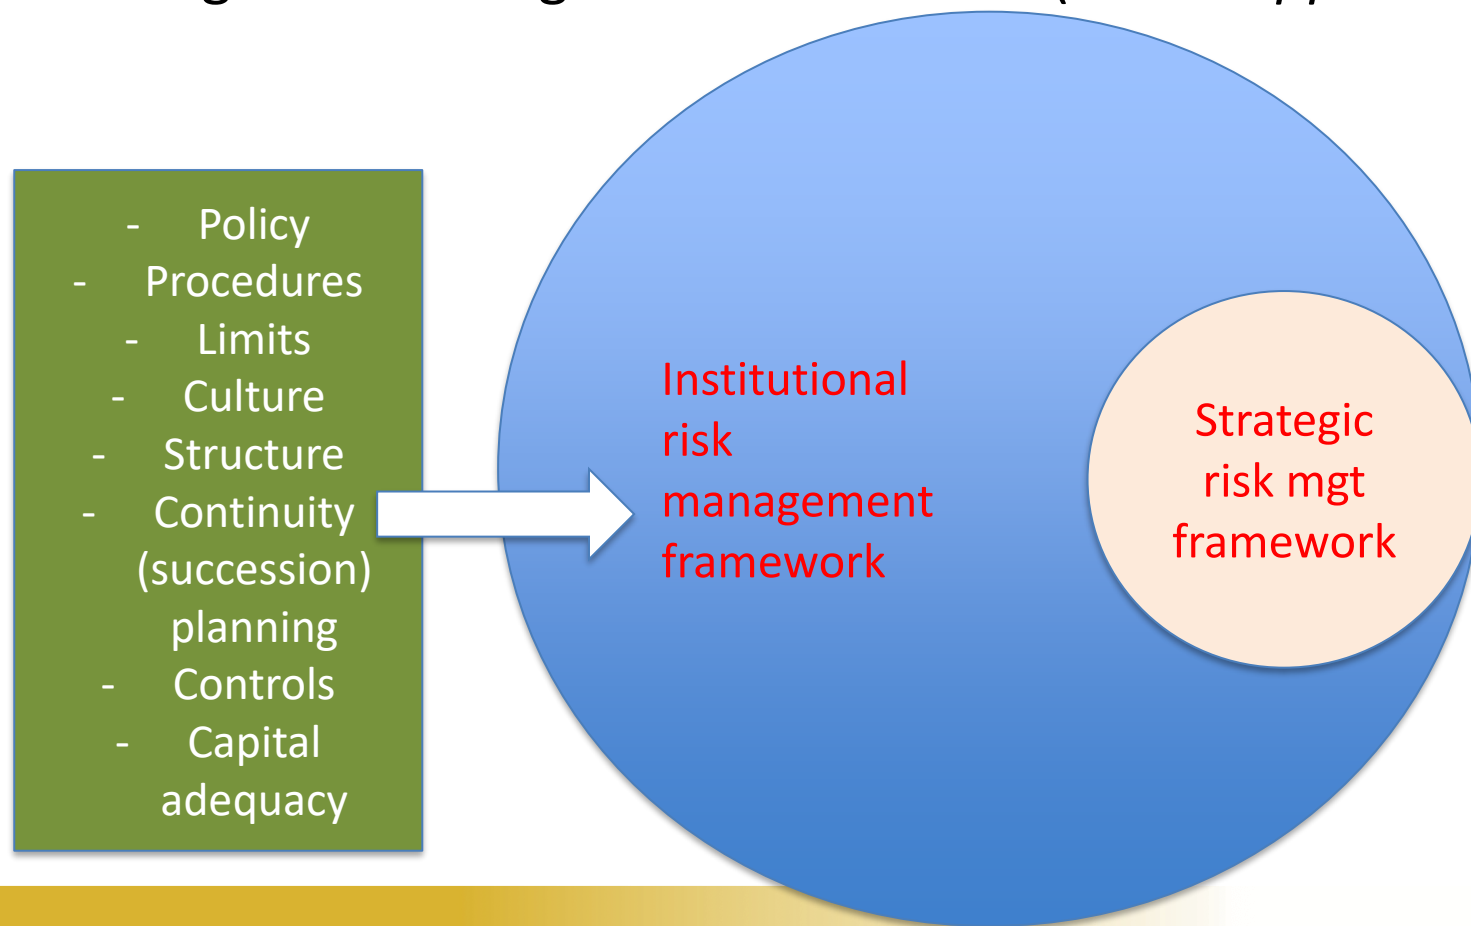 - Policy
- Procedures
- Limits
- Culture
- Structure
- Continuity
(succession)
planning
- Controls
- Capital
adequacy
Institutional
risk
management
framework
Strategic
risk mgt
framework